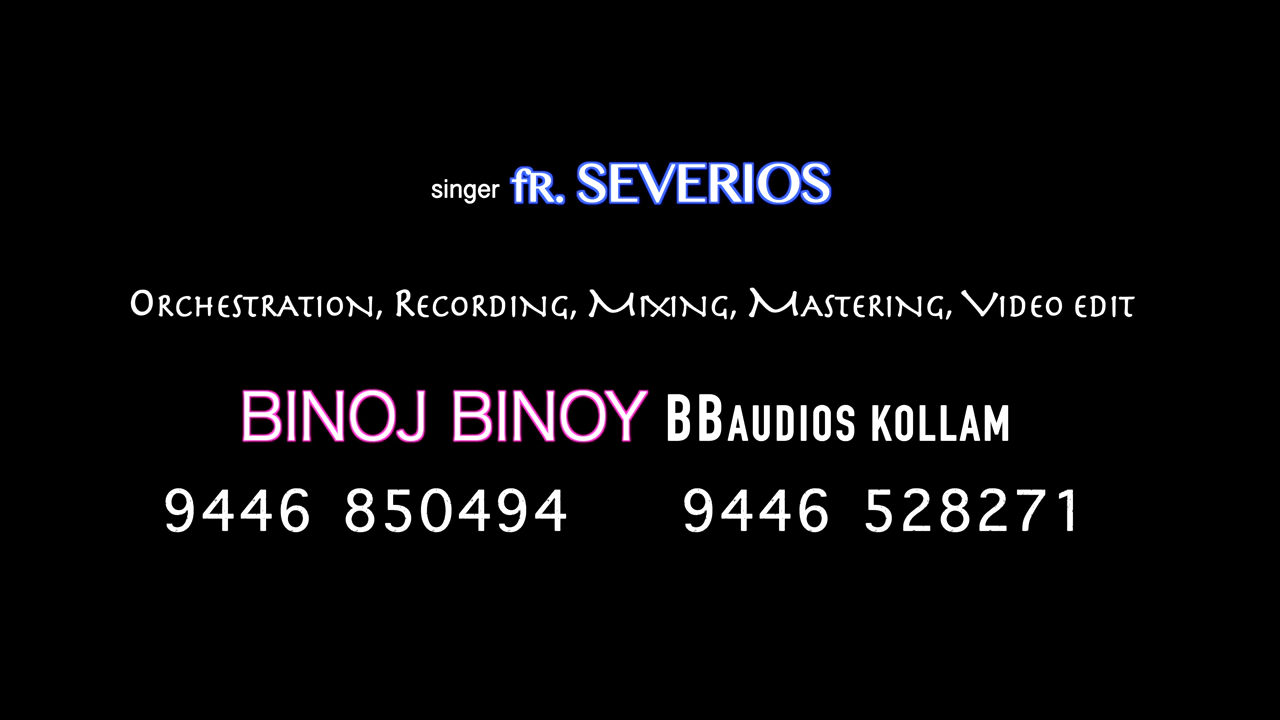 singer fR. SEVERIOS
Orchestration, Recording, Mixing, Mastering, Video edit
BINOJ BINOY BBAUDIOS KOLLAM
9446 850494 9446 528271